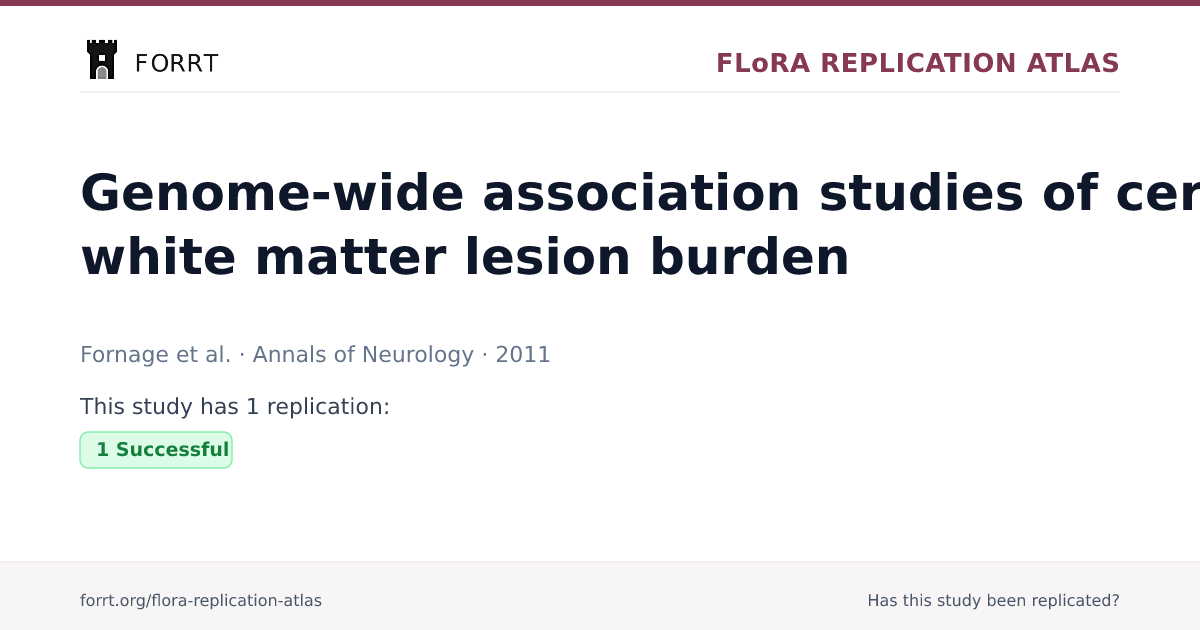 FORRT
FLoRA REPLICATION ATLAS
Genome-wide association studies of cer
white matter lesion burden
Fornage et al. · Annals of Neurology · 2011
This study has 1 replication:
1 Successful
forrt.org/flora-replication-atlas
Has this study been replicated?